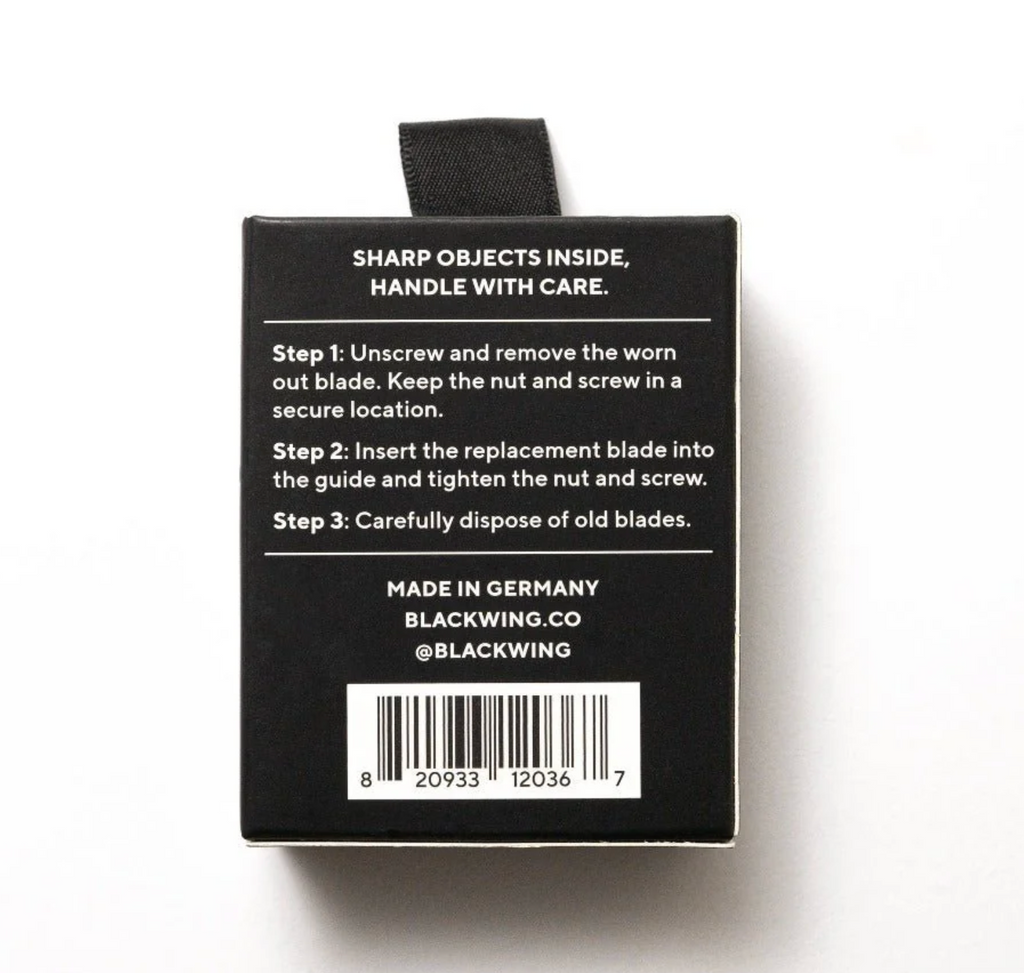 SHARP OBJECTS INSIDE,
HANDLE WITH CARE.
Step 1: Unscrew and remove the worn
out blade. Keep the nut and screw in a
secure location.
Step 2: Insert the replacement blade into
the guide and tighten the nut and screw.
Step 3: Carefully dispose of old blades.
MADE IN GERMANY
BLACKWING.CO
@BLACKWING
8 20933 12036 7